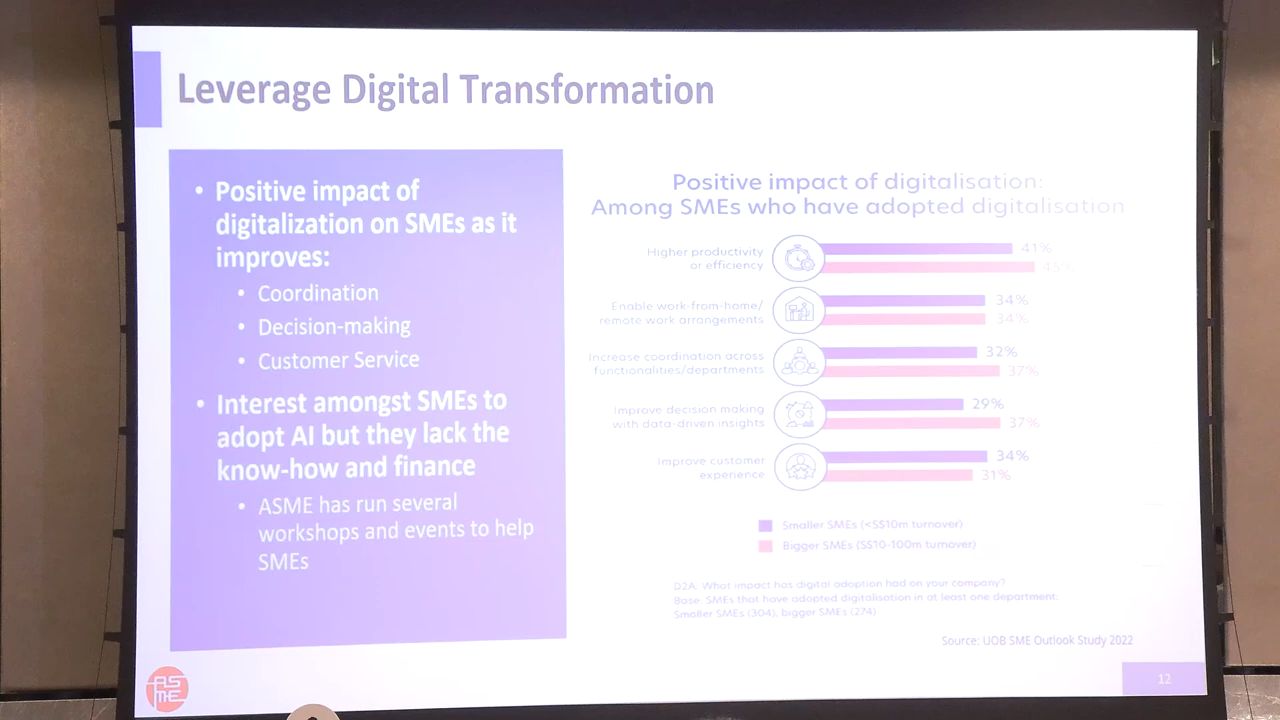 Leverage Digital Transformation
• Positive impact of
digitalization on SMEs as it
improves:
• Coordination
• Decision-making
• Customer Service
• Interest amongst SMEs to
adopt AI but they lack the
know-how and finance
• ASME has run several
workshops and events to help
SMEs
Positive impact of digitalisation:
Among SMEs who have adopted digitalisation
Higher productivity
or efficiency
41%
45%
Enable work-from-home/
remote work arrangements
34%
34%
Increase coordination across
functionalities/departments
32%
37%
Improve decision making
with data-driven insights
29%
37%
Improve customer
experience
34%
31%
Smaller SMEs (<S$10m turnover)
Bigger SMEs (S$10-100m turnover)
D2A: What impact has digital adoption had on your company?
Base: SMEs that have adopted digitalisation in at least one department:
Smaller SMEs (304), bigger SMEs (274)
Source: UOB SME Outlook Study 2022
ASME
12